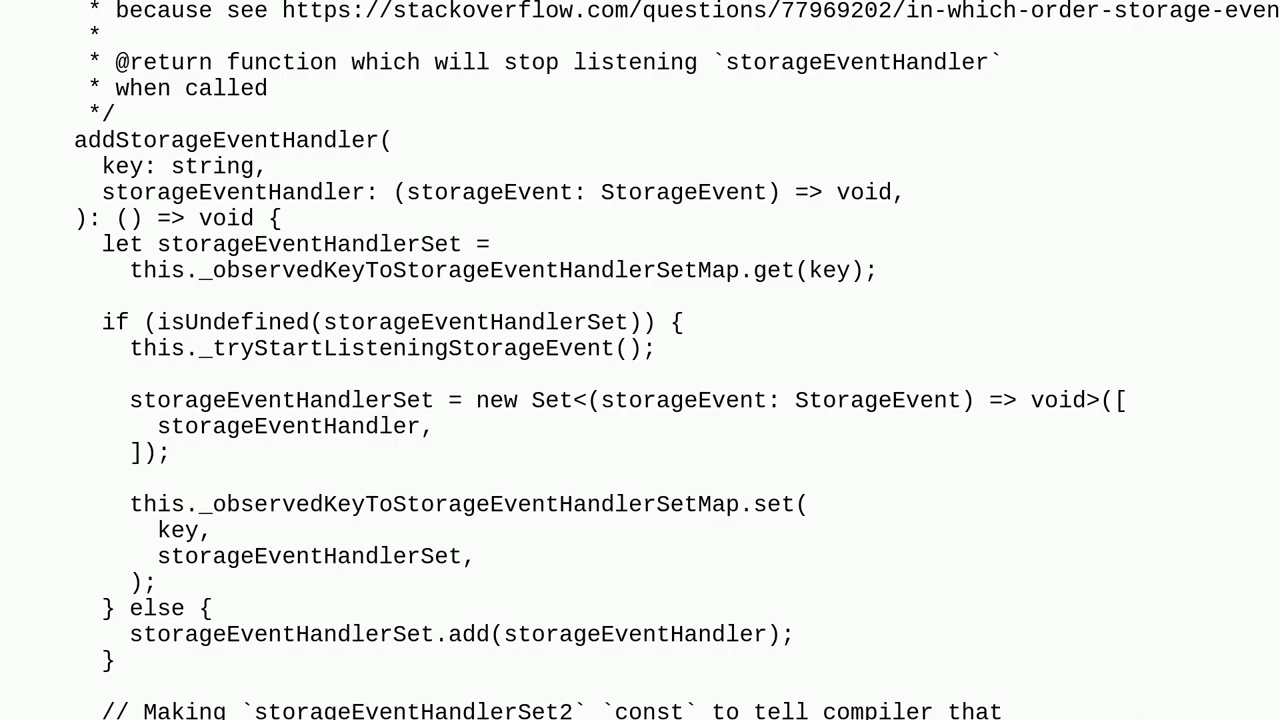 * because see https://stackoverflow.com/questions/77969202/in-which-order-storage-even
*
* @return function which will stop listening `storageEventHandler`
* when called
*/
addStorageEventHandler(
key: string,
storageEventHandler: (storageEvent: StorageEvent) => void,
): () => void {
let storageEventHandlerSet =
this._observedKeyToStorageEventHandlerSetMap.get(key);
if (isUndefined(storageEventHandlerSet)) {
this._tryStartListeningStorageEvent();
storageEventHandlerSet = new Set<(storageEvent: StorageEvent) => void>([
storageEventHandler,
]);
this._observedKeyToStorageEventHandlerSetMap.set(
key,
storageEventHandlerSet,
);
} else {
storageEventHandlerSet.add(storageEventHandler);
}
// Making `storageEventHandlerSet2` `const` to tell compiler that